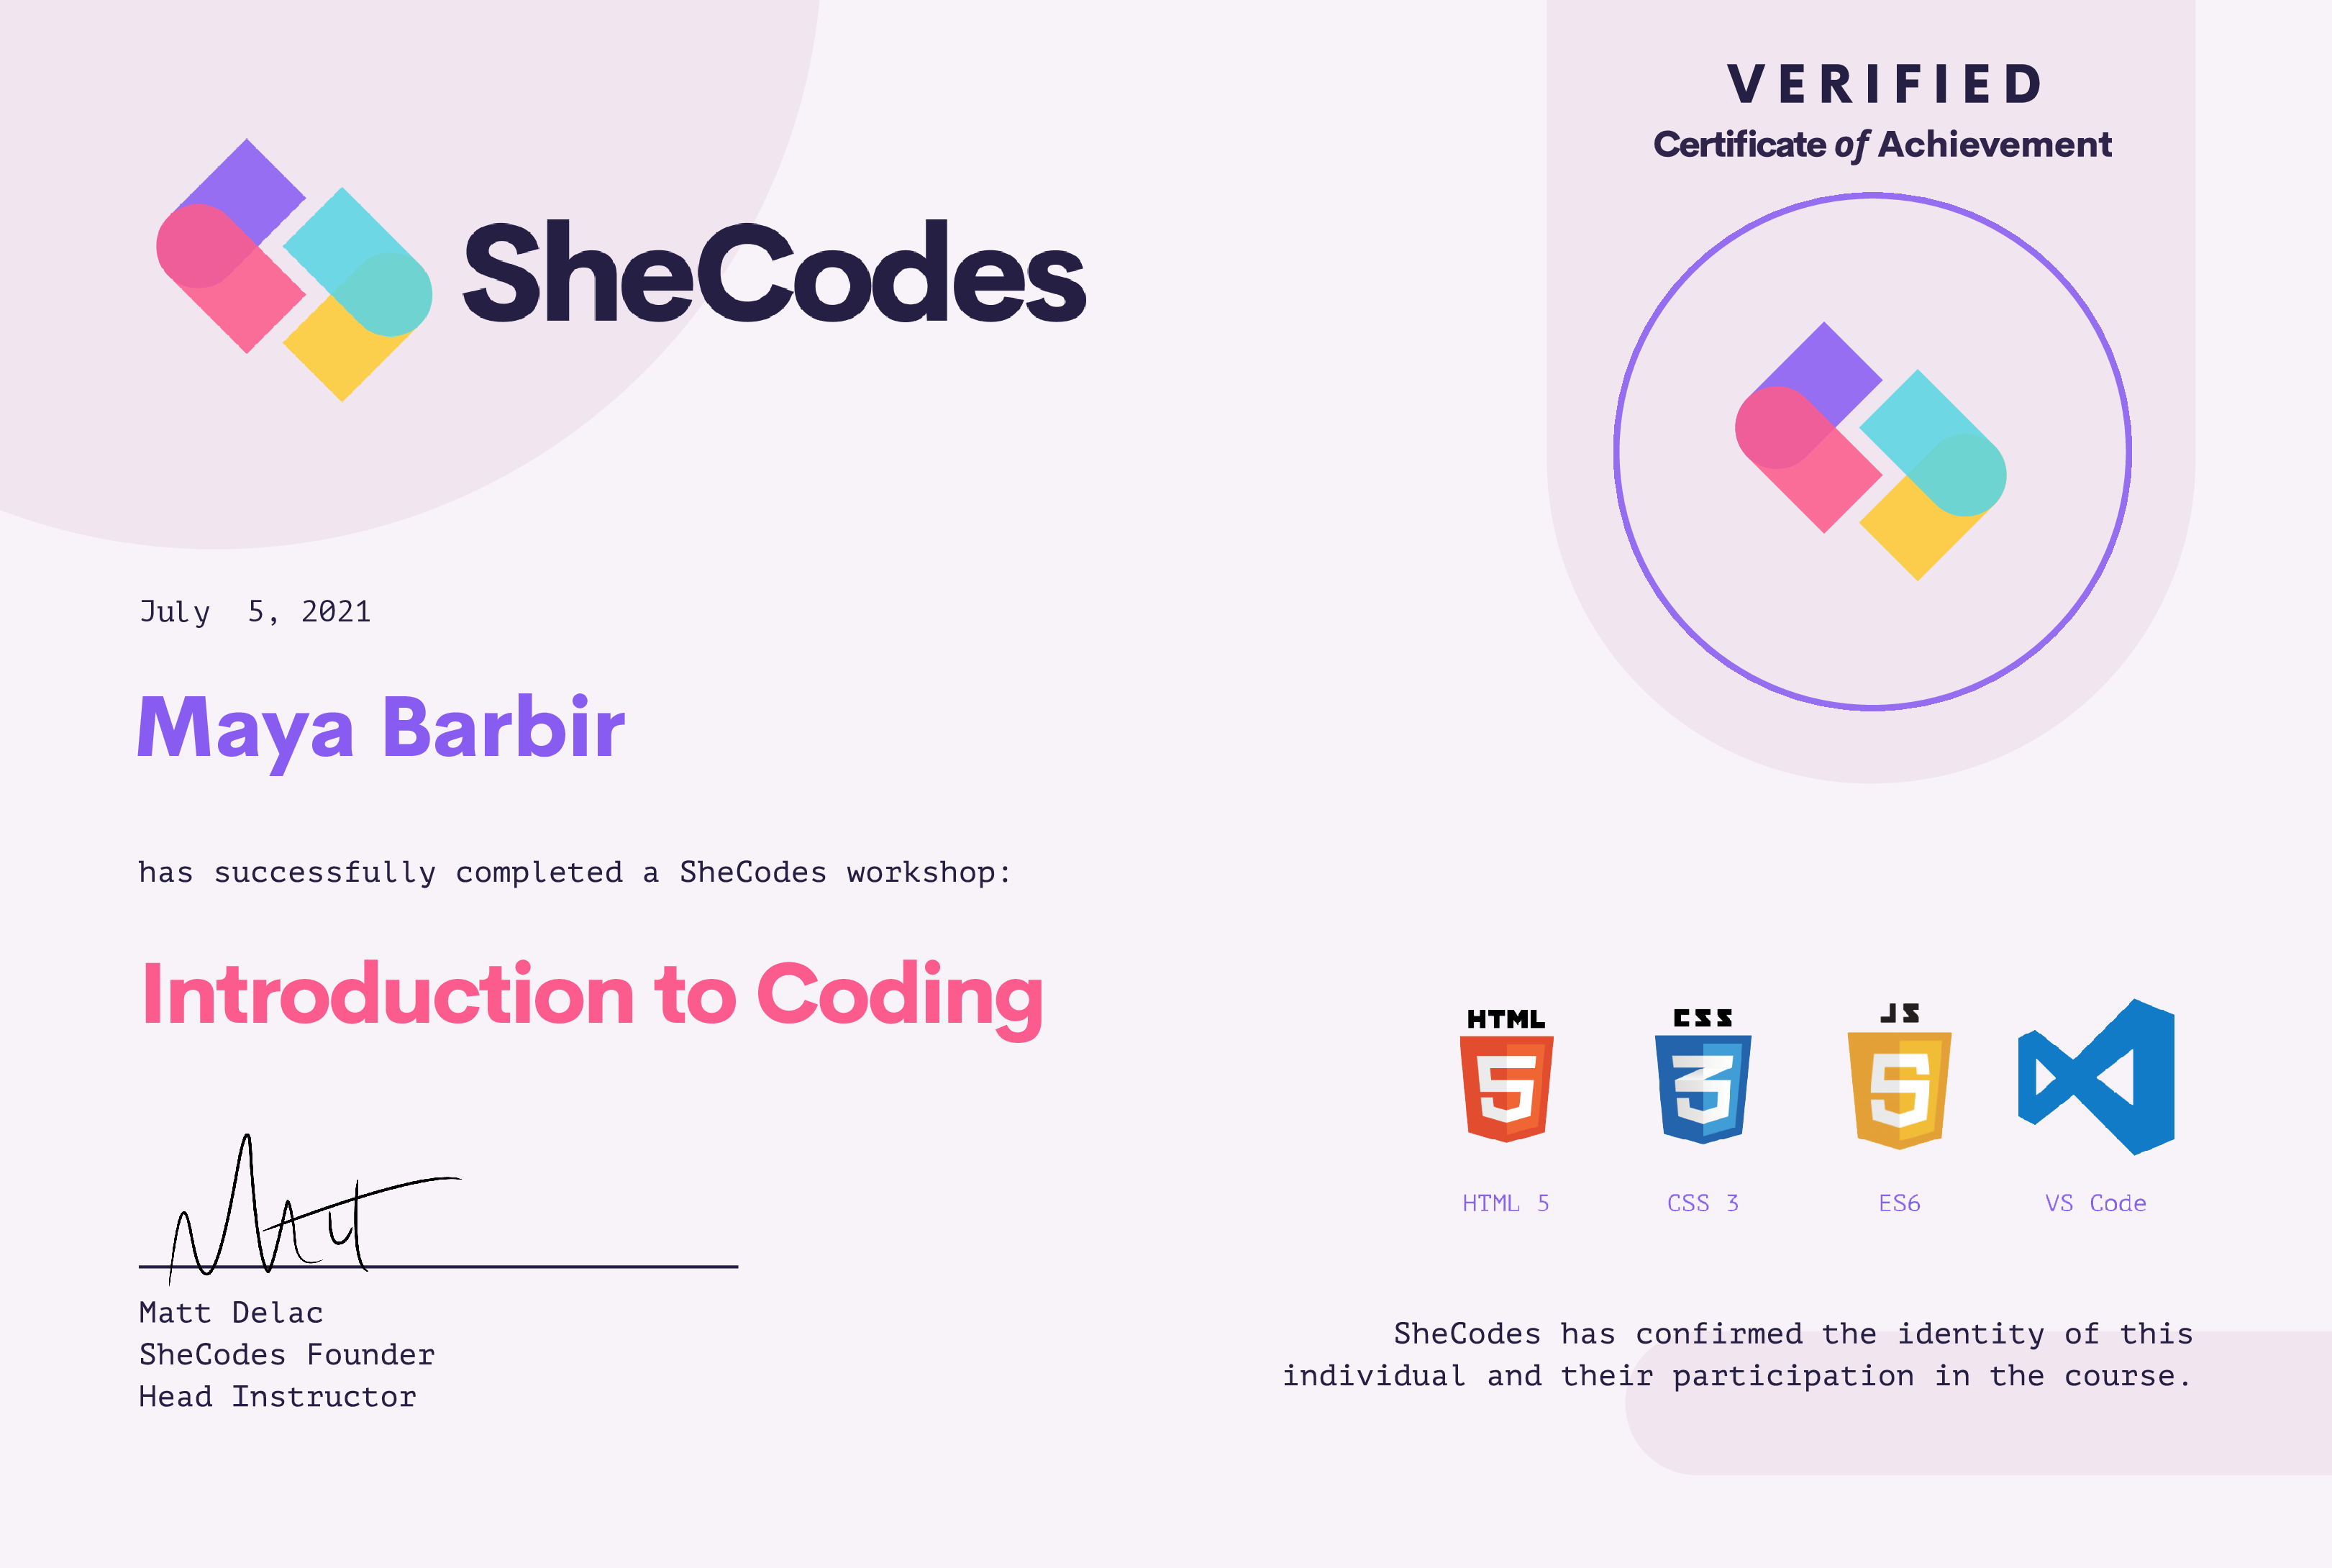 VERIFIED
Certificate of Achievement
SheCodes
July  5, 2021
Maya Barbir
has successfully completed a SheCodes workshop:
Introduction to Coding
HTML
CSS
JS
5
3
HTML 5
CSS 3
ES6
VS Code
Matt Delac
SheCodes Founder
Head Instructor
SheCodes has confirmed the identity of this
individual and their participation in the course.